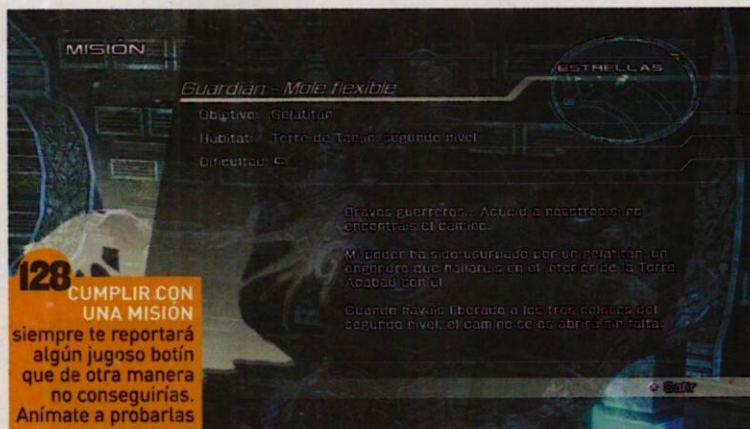 MISIÓN
ESTRELLAS
Guardián - Mole flexible
Objetivo: Gelatitán
Hábitat: Torre de Taejin, segundo nivel
Dificultad: C
Bravos guerreros... Acudid a nosotros si no
encontráis el camino.
Mi poder ha sido usurpado por un gelatitán, un
engendro que hallaréis en el interior de la Torre.
Acabad con él.
Cuando hayáis liberado a los tres colosos del
segundo nivel, el camino se os abrirá sin falta.
Salir
128 CUMPLIR CON
UNA MISIÓN
siempre te reportará
algún jugoso botín
que de otra manera
no conseguirías.
Anímate a probarlas